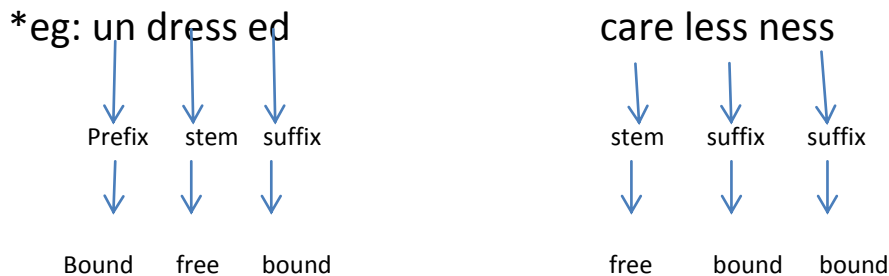 *eg: un dress ed care less ness
Prefix stem suffix stem suffix suffix
Bound free bound free bound bound